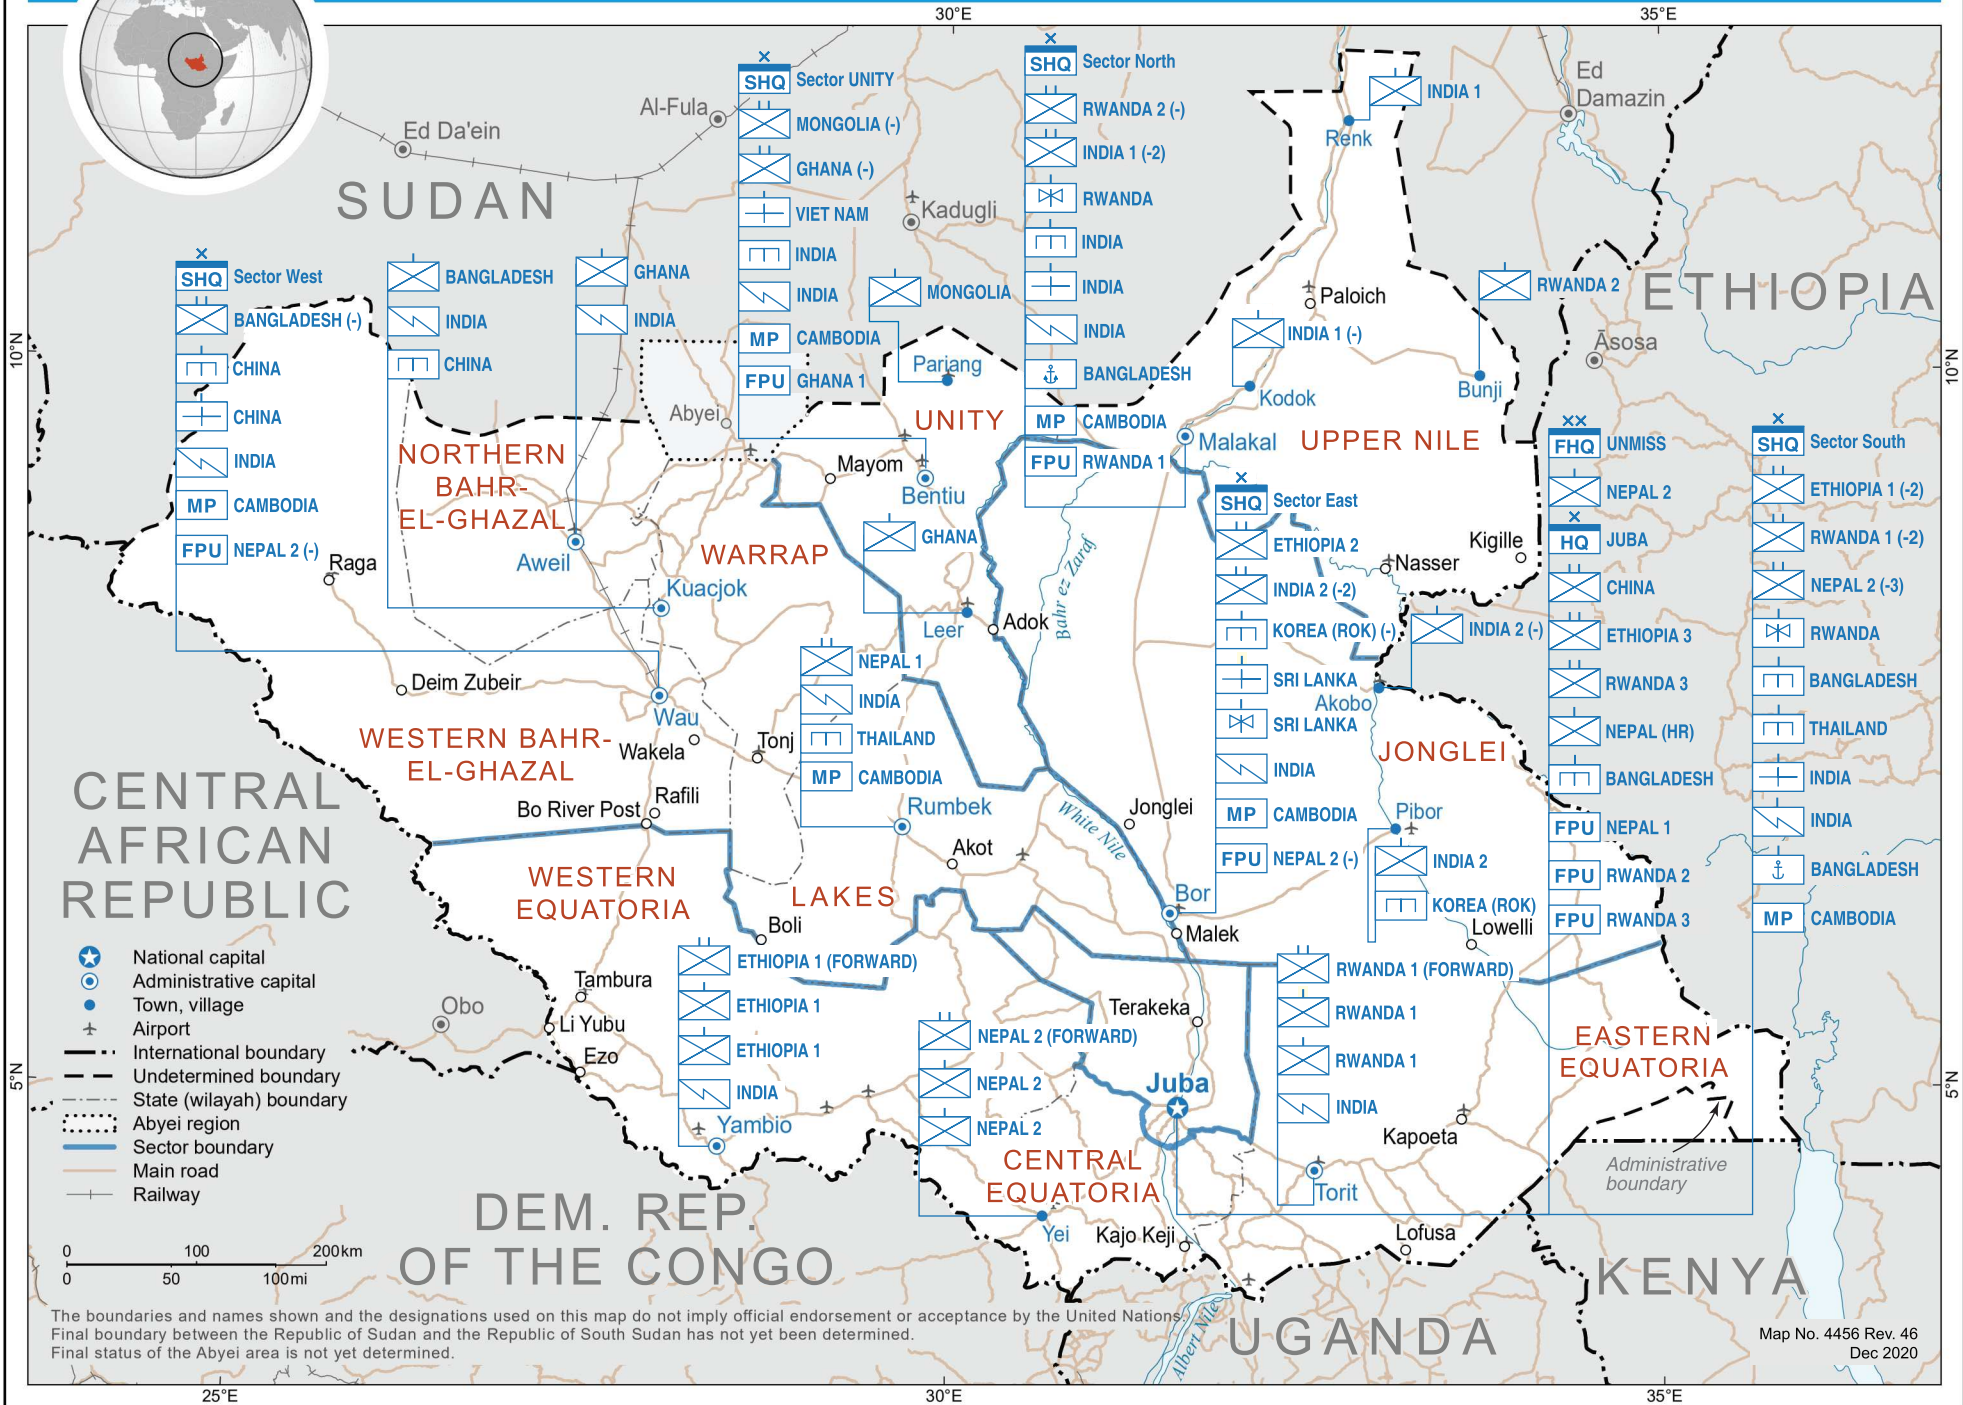 30°E
35°E
SHQ Sector UNITY
MONGOLIA (-)
GHANA (-)
VIET NAM
INDIA
INDIA
MP CAMBODIA
FPU GHANA 1
SHQ Sector North
RWANDA 2 (-)
INDIA 1 (-2)
RWANDA
INDIA
INDIA
INDIA
BANGLADESH
MP CAMBODIA
FPU RWANDA 1
INDIA 1
Renk
Ed
Damazin
Al-Fula
Ed Da'ein
SUDAN
Kadugli
SHQ Sector West
BANGLADESH (-)
CHINA
CHINA
INDIA
MP CAMBODIA
FPU NEPAL 2 (-)
BANGLADESH
INDIA
CHINA
GHANA
INDIA
MONGOLIA
Pariang
Paloich
INDIA 1 (-)
Kodok
RWANDA 2
Bunji
ETHIOPIA
Āsosa
10°N
10°N
Abyei
UNITY
NORTHERN
BAHR-
EL-GHAZAL
Mayom
Bentiu
Malakal
UPPER NILE
FHQ UNMISS
NEPAL 2
HQ JUBA
CHINA
ETHIOPIA 3
RWANDA 3
NEPAL (HR)
BANGLADESH
FPU NEPAL 1
FPU RWANDA 2
FPU RWANDA 3
SHQ Sector South
ETHIOPIA 1 (-2)
RWANDA 1 (-2)
NEPAL 2 (-3)
RWANDA
BANGLADESH
THAILAND
INDIA
INDIA
BANGLADESH
MP CAMBODIA
SHQ Sector East
ETHIOPIA 2
INDIA 2 (-2)
KOREA (ROK) (-)
SRI LANKA
SRI LANKA
INDIA
MP CAMBODIA
FPU NEPAL 2 (-)
Raga
Aweil
WARRAP
Kuacjok
GHANA
Leer
Adok
Bahr ez Zaraf
Nasser
Kigille
INDIA 2 (-)
Akobo
Deim Zubeir
Wau
NEPAL 1
INDIA
THAILAND
MP CAMBODIA
Rumbek
WESTERN BAHR-
EL-GHAZAL
Wakela
Tonj
JONGLEI
CENTRAL
AFRICAN
REPUBLIC
Bo River Post
Rafili
White Nile
Jonglei
Pibor
INDIA 2
KOREA (ROK)
Akot
WESTERN
EQUATORIA
LAKES
Bor
Malek
Lowelli
Boli
ETHIOPIA 1 (FORWARD)
ETHIOPIA 1
ETHIOPIA 1
INDIA
Yambio
RWANDA 1 (FORWARD)
RWANDA 1
RWANDA 1
INDIA
Torit
Tambura
Obo
Li Yubu
Ezo
Terakeka
NEPAL 2 (FORWARD)
NEPAL 2
NEPAL 2
Yei
Juba
EASTERN
EQUATORIA
Kapoeta
CENTRAL
EQUATORIA
Administrative
boundary
Kajo Keji
Lofusa
5°N
5°N
National capital
Administrative capital
Town, village
Airport
International boundary
Undetermined boundary
State (wilayah) boundary
Abyei region
Sector boundary
Main road
Railway
0 100 200km
0 50 100mi
DEM. REP.
OF THE CONGO
KENYA
UGANDA
Albert Nile
The boundaries and names shown and the designations used on this map do not imply official endorsement or acceptance by the United Nations.
Final boundary between the Republic of Sudan and the Republic of South Sudan has not yet been determined.
Final status of the Abyei area is not yet determined.
Map No. 4456 Rev. 46
Dec 2020
25°E
30°E
35°E